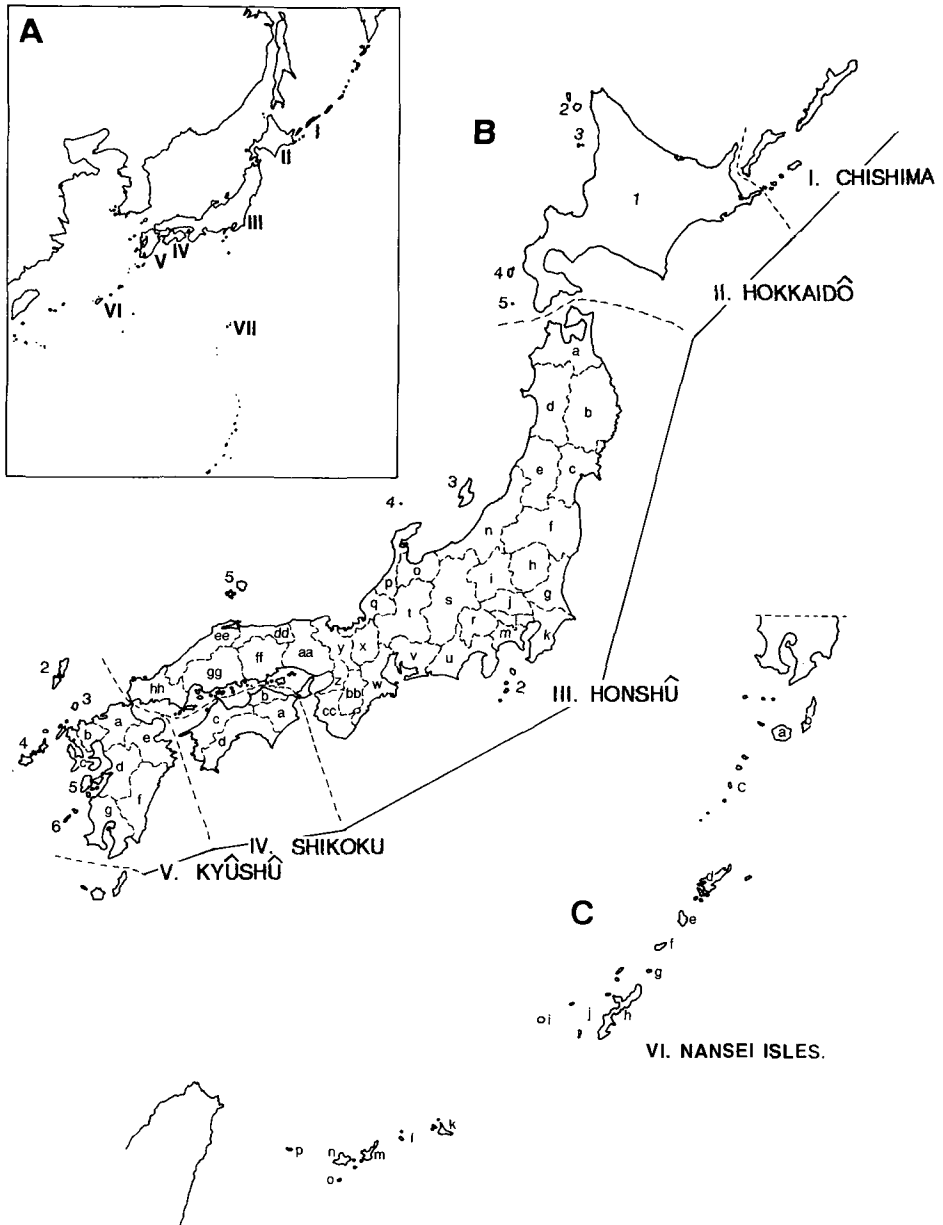 A
I
II
III
IV
V
VI
VII
B
2
3
1
4
5
I. CHISHIMA
II. HOKKAIDÔ
a
d
b
e
c
3
4
n
f
o
p
i
h
q
t
s
j
g
r
l
m
k
5
ee
dd
y
x
v
u
2
ff
aa
gg
z
bb
w
hh
cc
III. HONSHÛ
2
3
a
b
c
d
4
a
b
e
c
d
5
f
g
6
IV. SHIKOKU
V. KYÛSHÛ
a
c
d
C
e
f
g
i
j
h
VI. NANSEI ISLES.
k
l
p
n
m
o